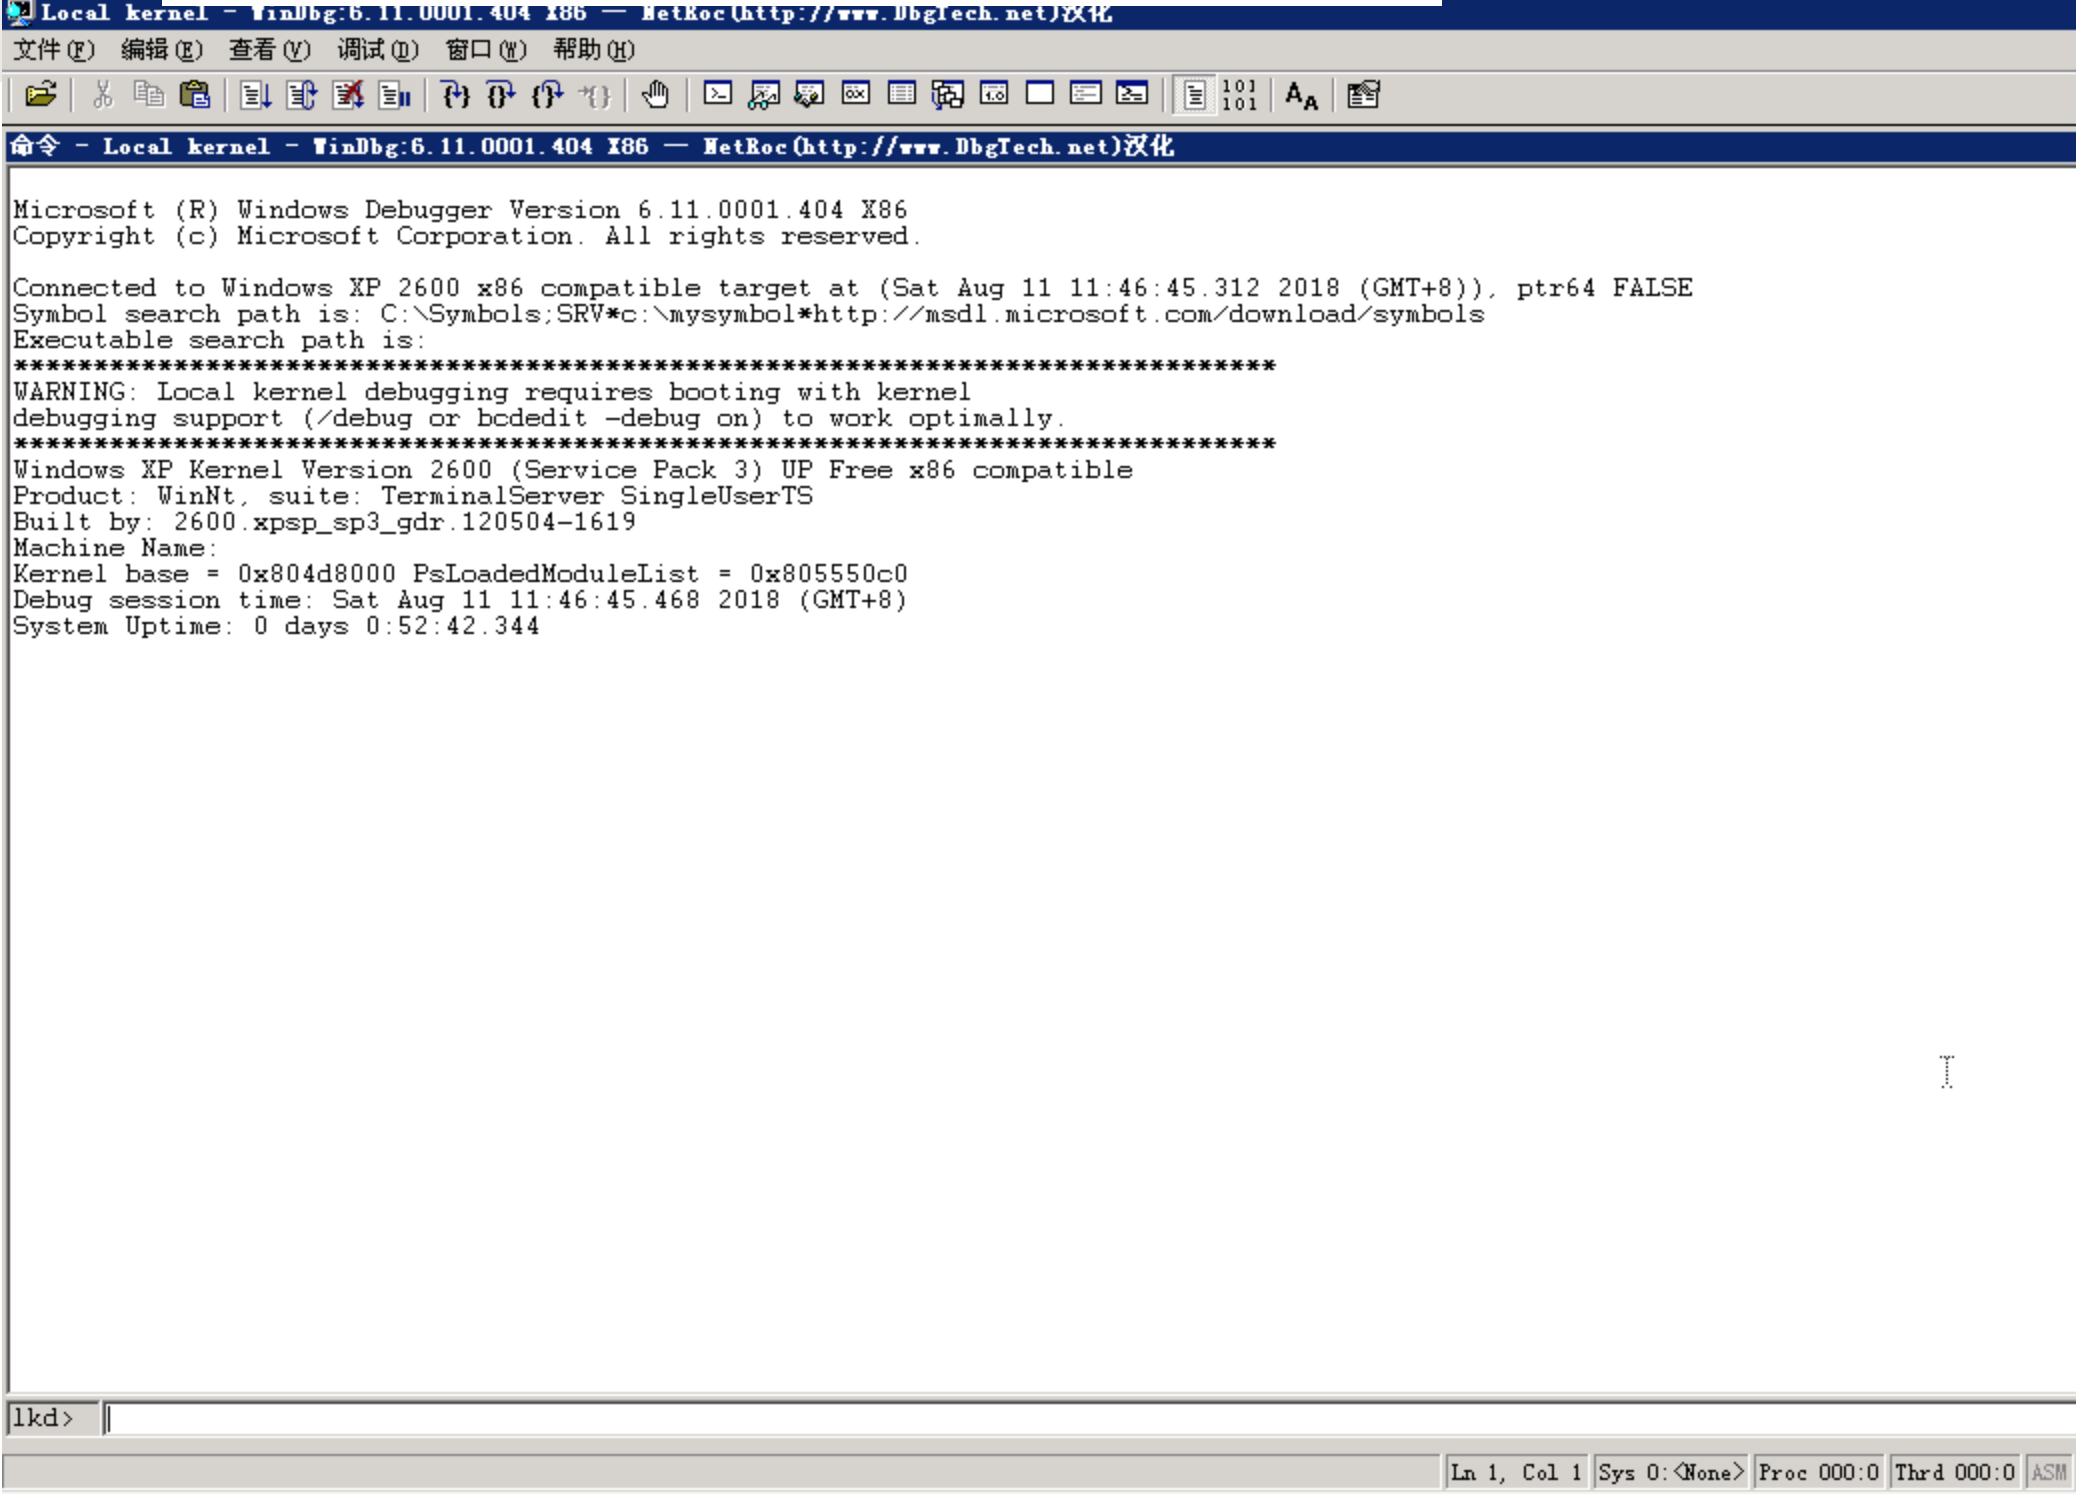 Local kernel - WinDbg:6.11.0001.404 X86 — NetRoc(http://www.DbgTech.net)汉化
文件(F) 编辑(E) 查看(V) 调试(D) 窗口(W) 帮助(H)
101
101
AA
命令 - Local kernel - WinDbg:6.11.0001.404 X86 — NetRoc(http://www.DbgTech.net)汉化
Microsoft (R) Windows Debugger Version 6.11.0001.404 X86
Copyright (c) Microsoft Corporation. All rights reserved.
Connected to Windows XP 2600 x86 compatible target at (Sat Aug 11 11:46:45.312 2018 (GMT+8)), ptr64 FALSE
Symbol search path is: C:\Symbols;SRV*c:\mysymbol*http://msdl.microsoft.com/download/symbols
Executable search path is:
*******************************************************************************
WARNING: Local kernel debugging requires booting with kernel
debugging support (/debug or bcdedit -debug on) to work optimally.
*******************************************************************************
Windows XP Kernel Version 2600 (Service Pack 3) UP Free x86 compatible
Product: WinNt, suite: TerminalServer SingleUserTS
Built by: 2600.xpsp_sp3_gdr.120504-1619
Machine Name:
Kernel base = 0x804d8000 PsLoadedModuleList = 0x805550c0
Debug session time: Sat Aug 11 11:46:45.468 2018 (GMT+8)
System Uptime: 0 days 0:52:42.344
lkd>
Ln 1, Col 1 Sys 0:<None> Proc 000:0 Thrd 000:0 ASM